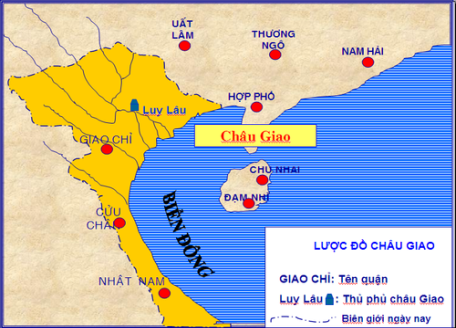 UẤT
LÂM
THƯƠNG
NGÔ
NAM HẢI
HỢP PHỐ
Luy Lâu
Châu Giao
GIAO CHỈ
CHU NHAI
ĐAM NHĨ
CỬU
CHÂN
BIỂN ĐÔNG
NHẬT NAM
LƯỢC ĐỒ CHÂU GIAO
GIAO CHỈ: Tên quận
Luy Lâu : Thủ phủ châu Giao
Biên giới ngày nay